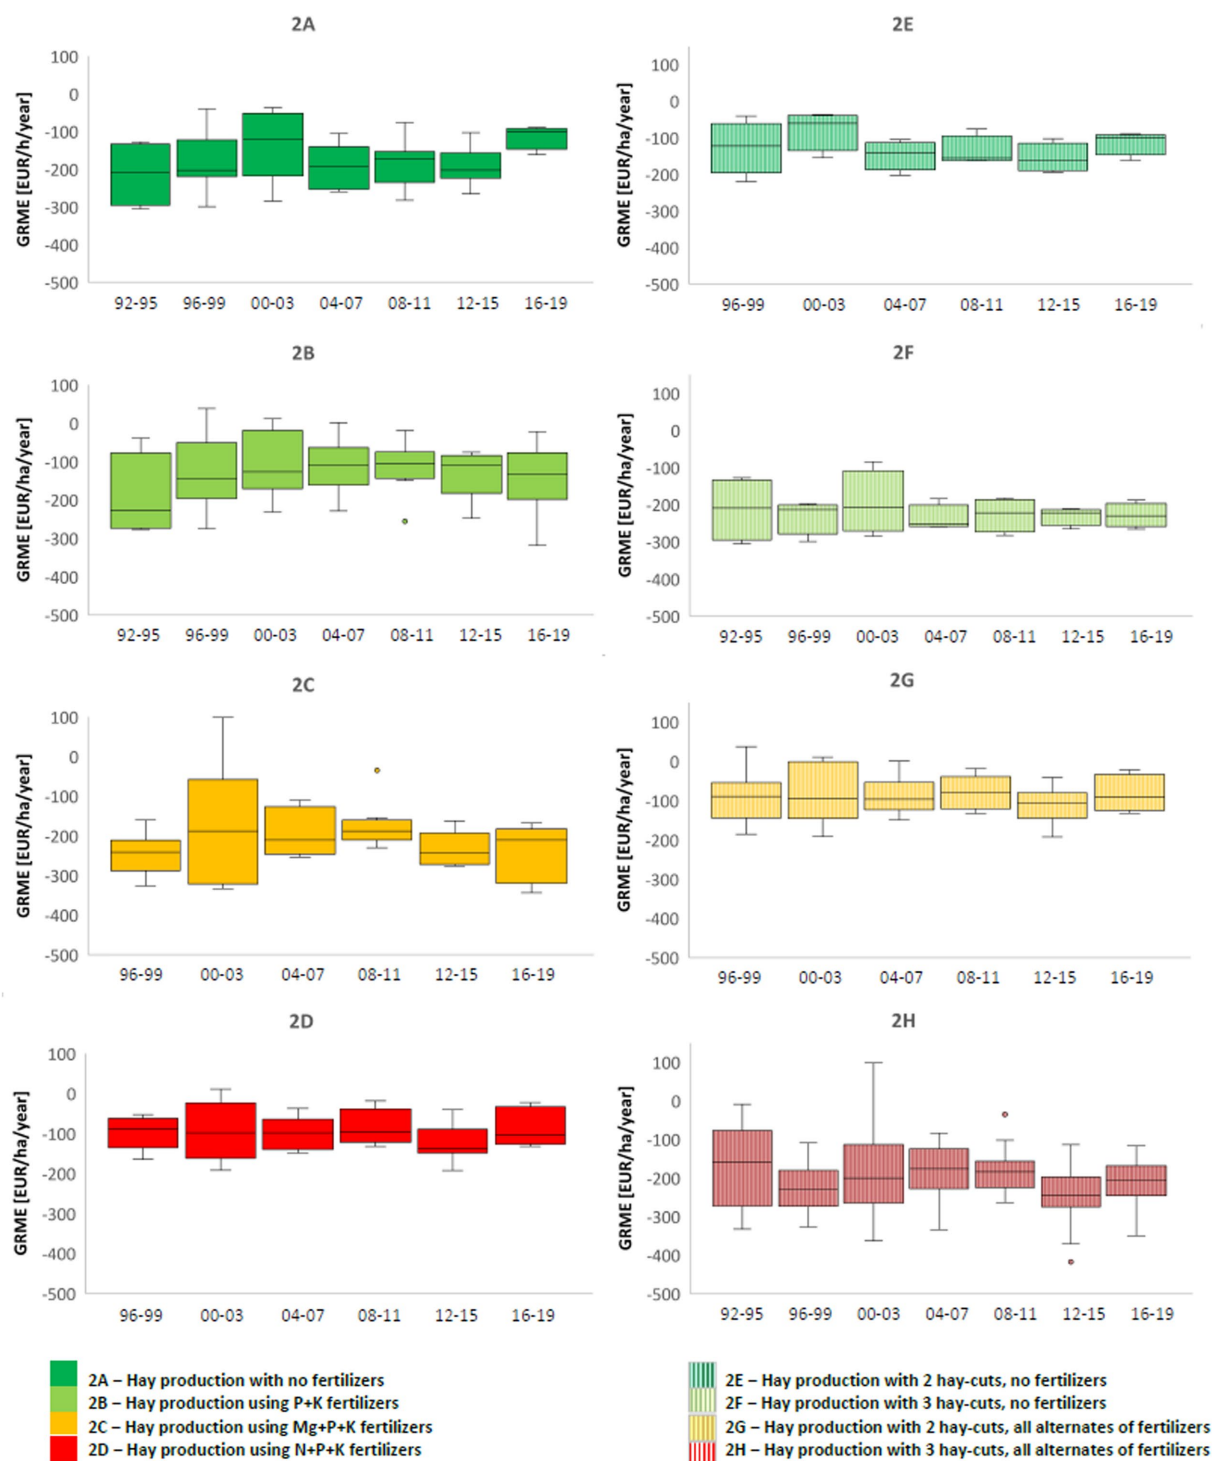 2A
GRME [EUR/h/year]
100
0
-100
-200
-300
-400
-500
92-95 96-99 00-03 04-07 08-11 12-15 16-19
2E
GRME [EUR/ha/year]
100
0
-100
-200
-300
-400
-500
96-99 00-03 04-07 08-11 12-15 16-19
2B
GRME [EUR/ha/year]
100
0
-100
-200
-300
-400
-500
92-95 96-99 00-03 04-07 08-11 12-15 16-19
2F
GRME [EUR/ha/year]
100
0
-100
-200
-300
-400
-500
92-95 96-99 00-03 04-07 08-11 12-15 16-19
2C
GRME [EUR/ha/year]
100
0
-100
-200
-300
-400
-500
96-99 00-03 04-07 08-11 12-15 16-19
2G
GRME [EUR/ha/year]
100
0
-100
-200
-300
-400
-500
96-99 00-03 04-07 08-11 12-15 16-19
2D
GRME [EUR/ha/year]
100
0
-100
-200
-300
-400
-500
96-99 00-03 04-07 08-11 12-15 16-19
2H
GRME [EUR/ha/year]
100
0
-100
-200
-300
-400
-500
92-95 96-99 00-03 04-07 08-11 12-15 16-19
2A – Hay production with no fertilizers
2B – Hay production using P+K fertilizers
2C – Hay production using Mg+P+K fertilizers
2D – Hay production using N+P+K fertilizers
2E – Hay production with 2 hay-cuts, no fertilizers
2F – Hay production with 3 hay-cuts, no fertilizers
2G – Hay production with 2 hay-cuts, all alternates of fertilizers
2H – Hay production with 3 hay-cuts, all alternates of fertilizers